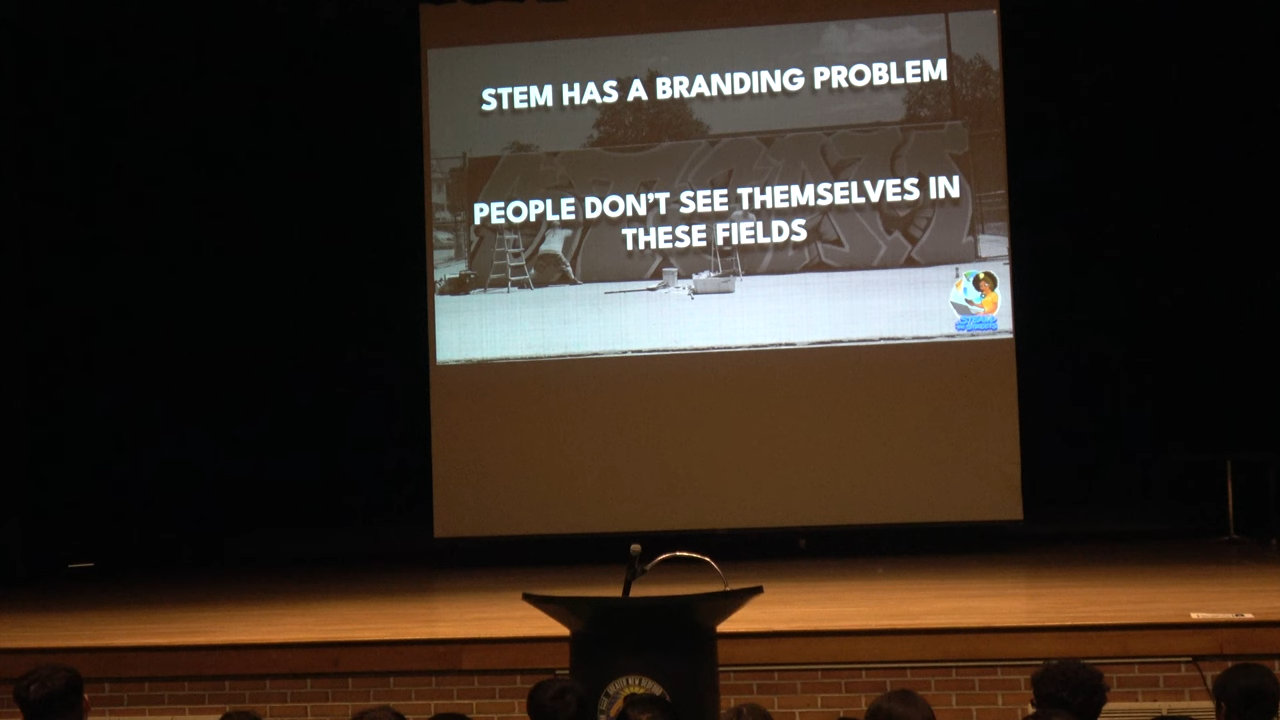 STEM HAS A BRANDING PROBLEM
PEOPLE DON'T SEE THEMSELVES IN
THESE FIELDS